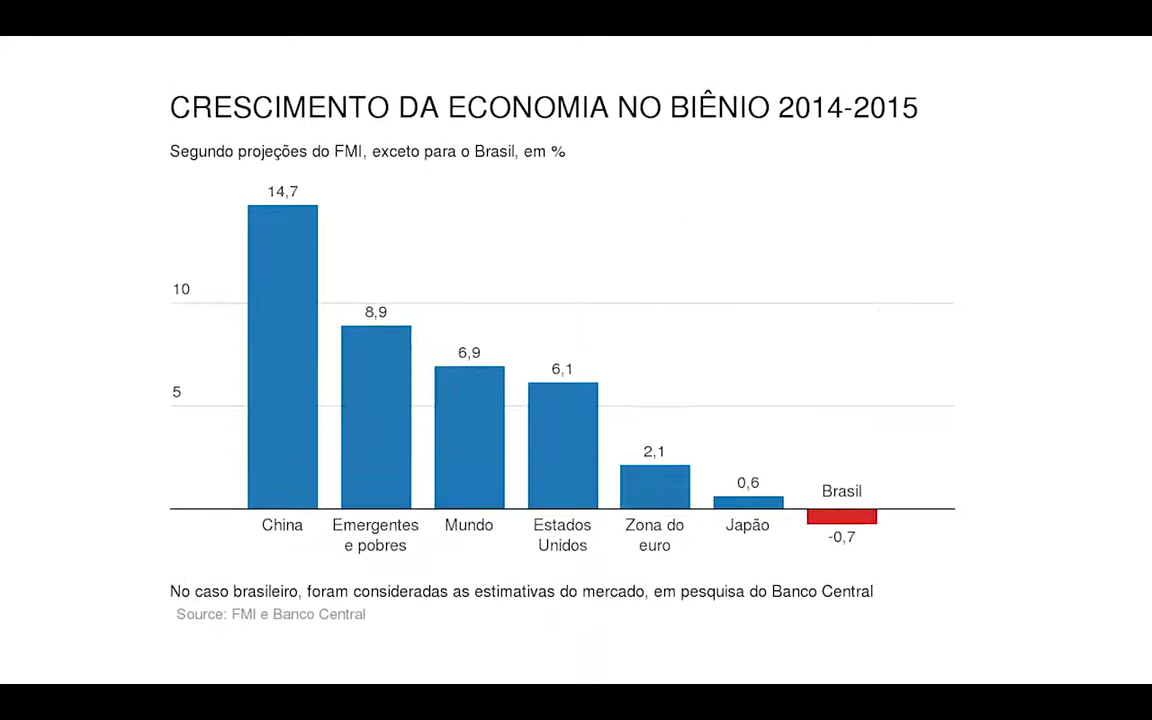 CRESCIMENTO DA ECONOMIA NO BIÊNIO 2014-2015
Segundo projeções do FMI, exceto para o Brasil, em %
14,7
10
8,9
6,9
6,1
5
2,1
0,6
Brasil
-0,7
China
Emergentes
e pobres
Mundo
Estados
Unidos
Zona do
euro
Japão
No caso brasileiro, foram consideradas as estimativas do mercado, em pesquisa do Banco Central
Source: FMI e Banco Central